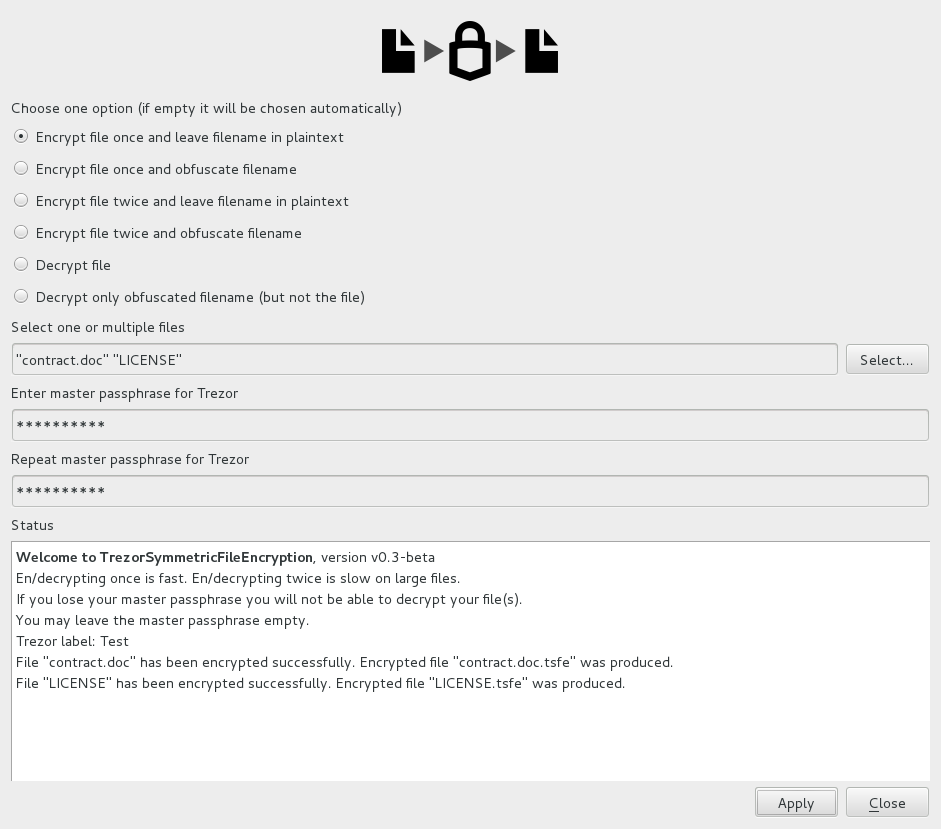 Choose one option (if empty it will be chosen automatically)
Encrypt file once and leave filename in plaintext
Encrypt file once and obfuscate filename
Encrypt file twice and leave filename in plaintext
Encrypt file twice and obfuscate filename
Decrypt file
Decrypt only obfuscated filename (but not the file)
Select one or multiple files
"contract.doc" "LICENSE"
Select...
Enter master passphrase for Trezor
**********
Repeat master passphrase for Trezor
**********
Status
Welcome to TrezorSymmetricFileEncryption, version v0.3-beta
En/decrypting once is fast. En/decrypting twice is slow on large files.
If you lose your master passphrase you will not be able to decrypt your file(s).
You may leave the master passphrase empty.
Trezor label: Test
File "contract.doc" has been encrypted successfully. Encrypted file "contract.doc.tsfe" was produced.
File "LICENSE" has been encrypted successfully. Encrypted file "LICENSE.tsfe" was produced.
Apply
Close